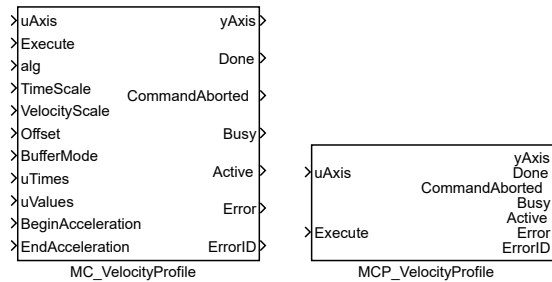 uAxis
Execute
alg
TimeScale
VelocityScale
Offset
BufferMode
uTimes
uValues
BeginAcceleration
EndAcceleration
yAxis
Done
CommandAborted
Busy
Active
Error
ErrorID
MC_VelocityProfile
uAxis
Execute
yAxis
Done
CommandAborted
Busy
Active
Error
ErrorID
MCP_VelocityProfile